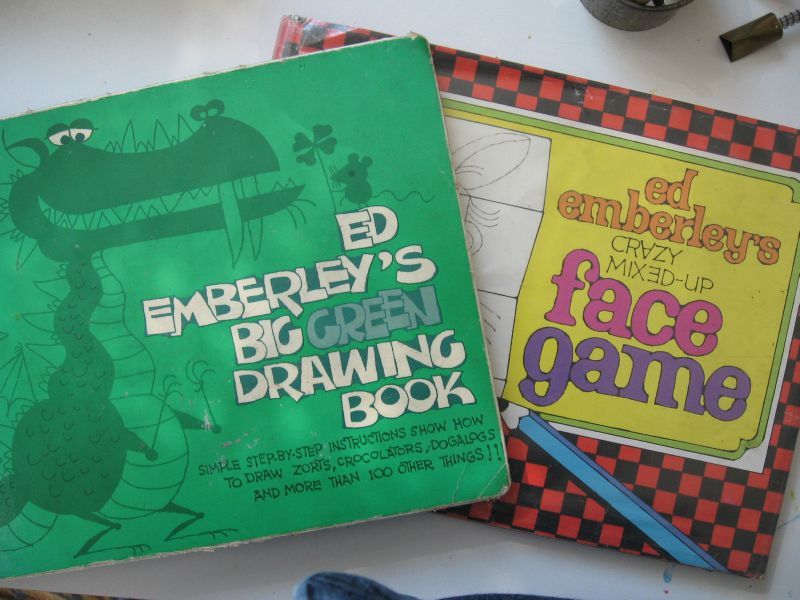 ED
EMBERLEY'S
BIG GREEN
DRAWING
BOOK
SIMPLE STEP-BY-STEP INSTRUCTIONS SHOW HOW
TO DRAW ZORTS, CROCOLATORS, DOGALOGS
AND MORE THAN 100 OTHER THINGS!!
ed
emberley's
CRAZY
MIXED-UP
face
game